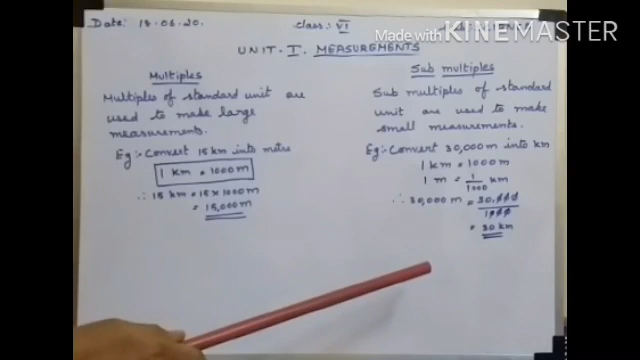 Date: 18.06.20.
Class: VI
Made with KINEMASTER
UNIT. I. MEASUREMENTS
Multiples
Multiples of standard unit are
used to make large
measurements.
Eg:- Convert 15 km into metre
1 km = 1000 m
∴ 15 km = 15 × 1000 m
= 15,000 m
Sub multiples
Sub multiples of standard
unit are used to make
small measurements.
Eg:- Convert 30,000 m into km
1 km = 1000 m
1 m = 1/1000 km
∴ 30,000 m = 30,000/1000
= 30 km